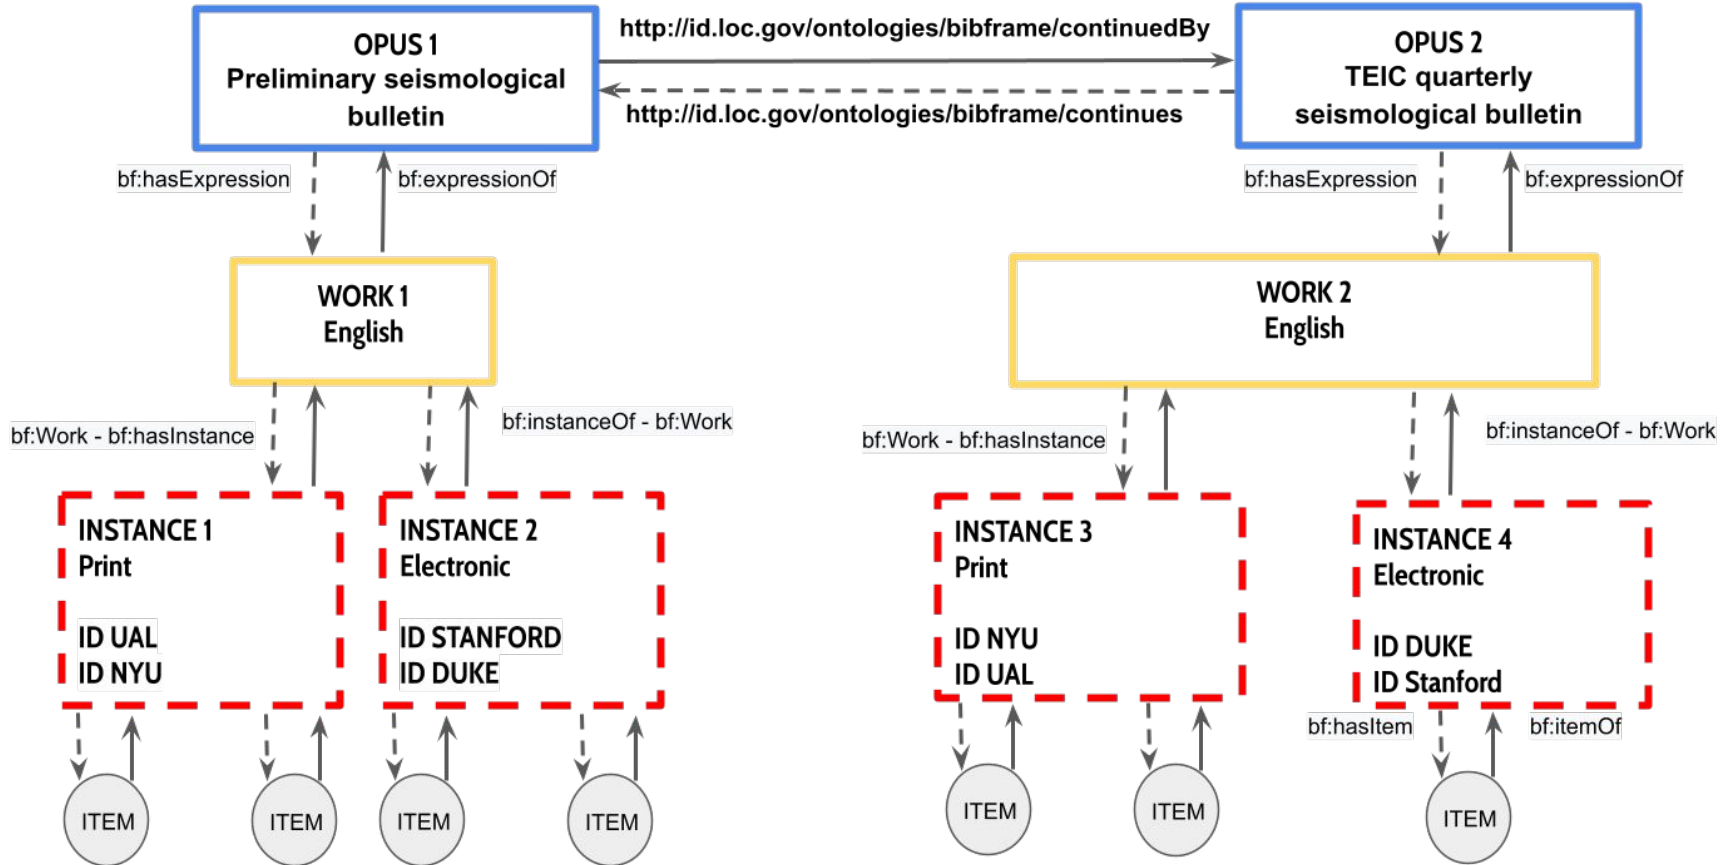 OPUS 1
Preliminary seismological
bulletin
http://id.loc.gov/ontologies/bibframe/continuedBy
http://id.loc.gov/ontologies/bibframe/continues
OPUS 2
TEIC quarterly
seismological bulletin
bf:hasExpression
bf:expressionOf
bf:hasExpression
bf:expressionOf
WORK 1
English
WORK 2
English
bf:Work - bf:hasInstance
bf:instanceOf - bf:Work
bf:Work - bf:hasInstance
bf:instanceOf - bf:Work
INSTANCE 1
Print
ID UAL
ID NYU
INSTANCE 2
Electronic
ID STANFORD
ID DUKE
INSTANCE 3
Print
ID NYU
ID UAL
INSTANCE 4
Electronic
ID DUKE
ID Stanford
bf:hasItem
bf:itemOf
ITEM
ITEM
ITEM
ITEM
ITEM
ITEM
ITEM